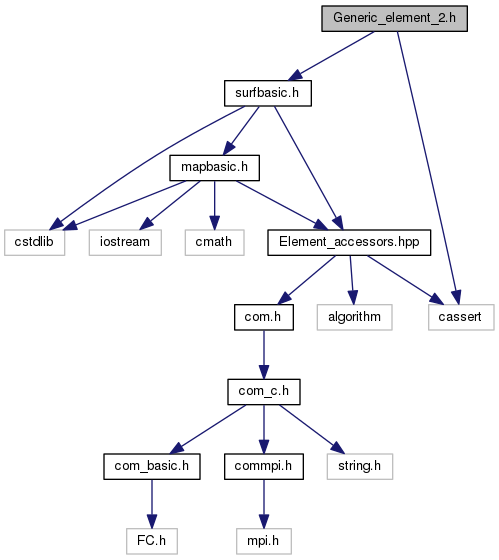 Generic_element_2.h
surfbasic.h
mapbasic.h
cstdlib
iostream
cmath
Element_accessors.hpp
com.h
algorithm
cassert
com_c.h
com_basic.h
commpi.h
string.h
FC.h
mpi.h